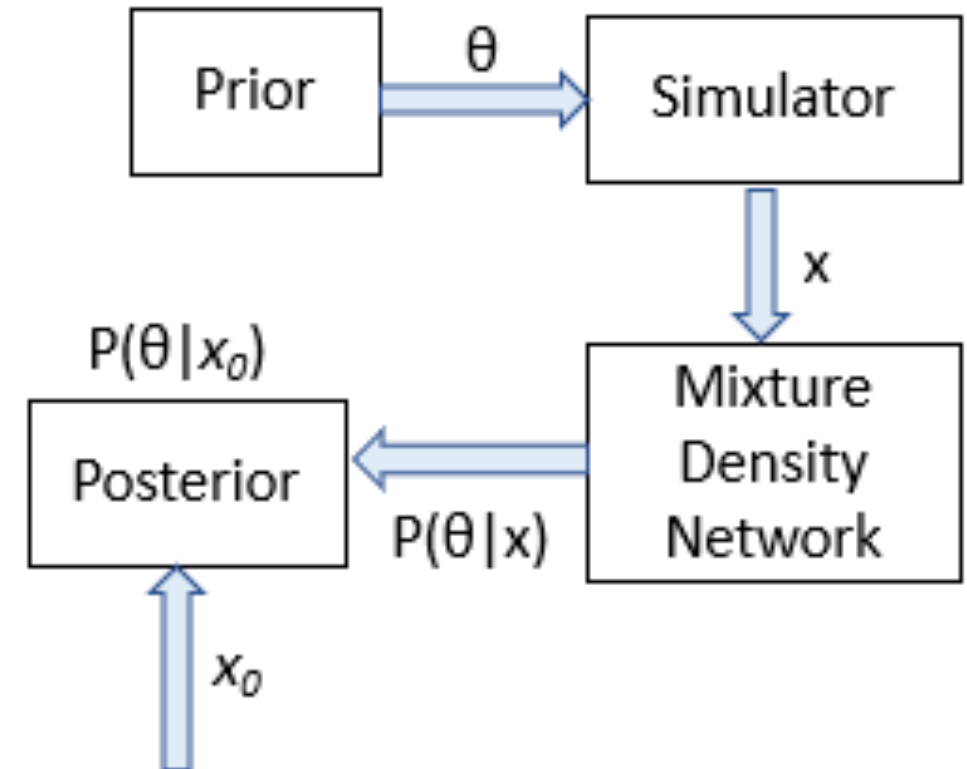 Prior
θ
Simulator
x
P(θ|x₀)
Mixture
Density
Network
Posterior
P(θ|x)
x₀